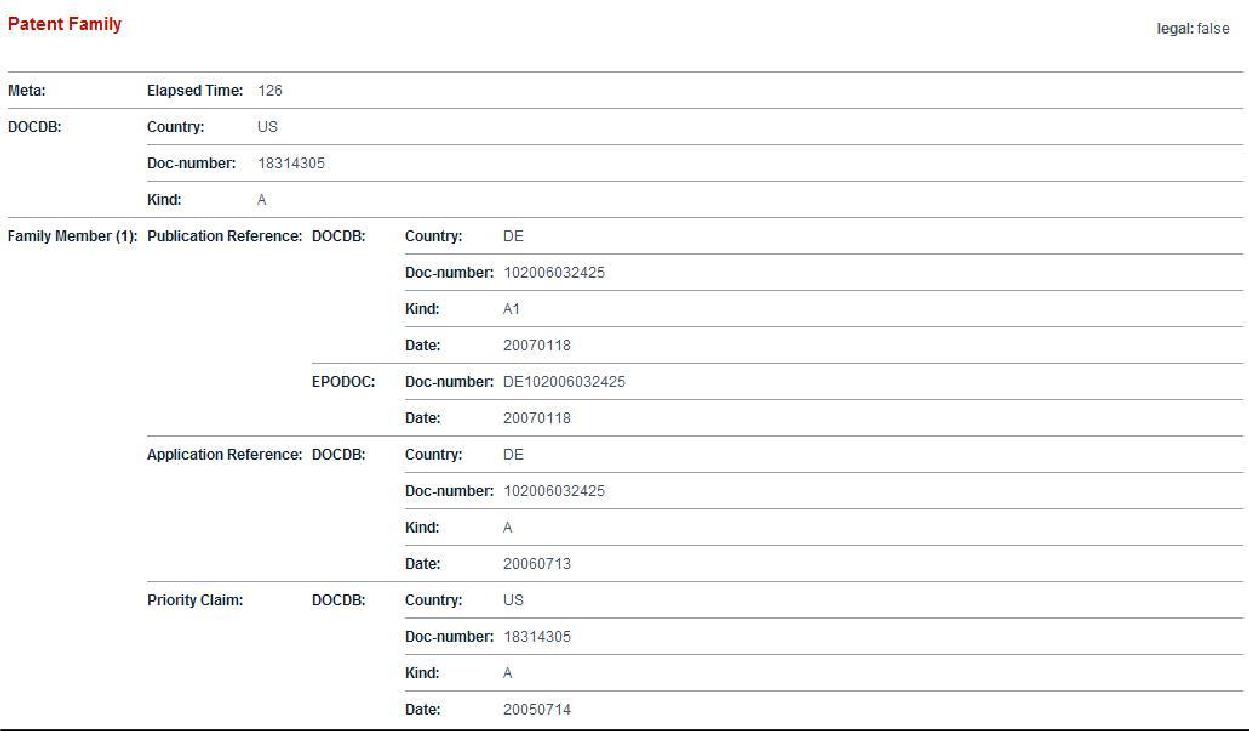 Patent Family
legal: false
Meta: Elapsed Time: 126
DOCDB: Country: US
Doc-number: 18314305
Kind: A
Family Member (1): Publication Reference: DOCDB: Country: DE
Doc-number: 102006032425
Kind: A1
Date: 20070118
EPODOC: Doc-number: DE102006032425
Date: 20070118
Application Reference: DOCDB: Country: DE
Doc-number: 102006032425
Kind: A
Date: 20060713
Priority Claim: DOCDB: Country: US
Doc-number: 18314305
Kind: A
Date: 20050714